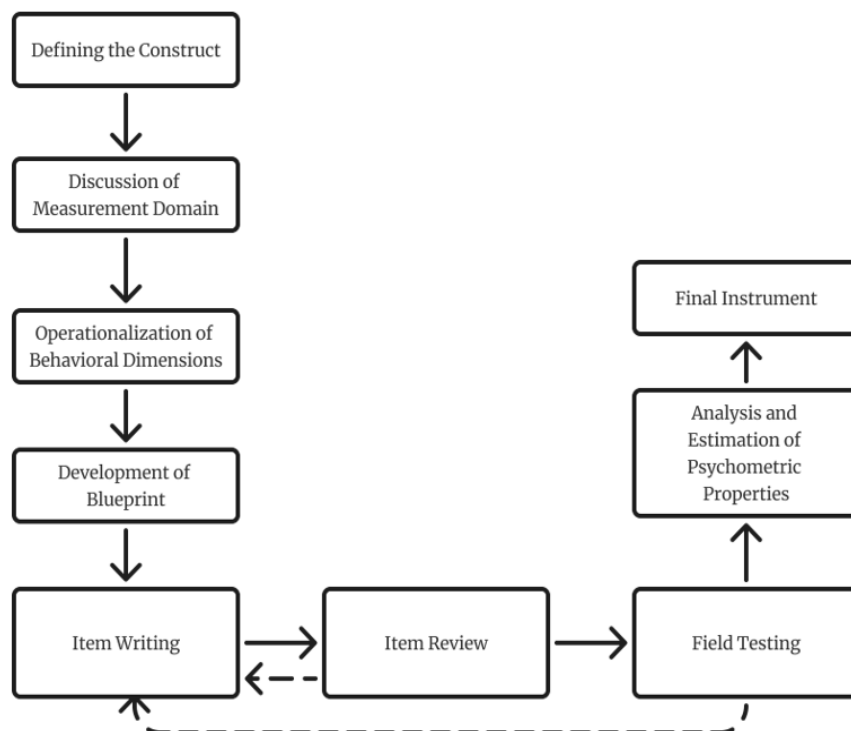 Defining the Construct
Discussion of
Measurement Domain
Operationalization of
Behavioral Dimensions
Development of
Blueprint
Item Writing
Item Review
Field Testing
Analysis and
Estimation of
Psychometric
Properties
Final Instrument